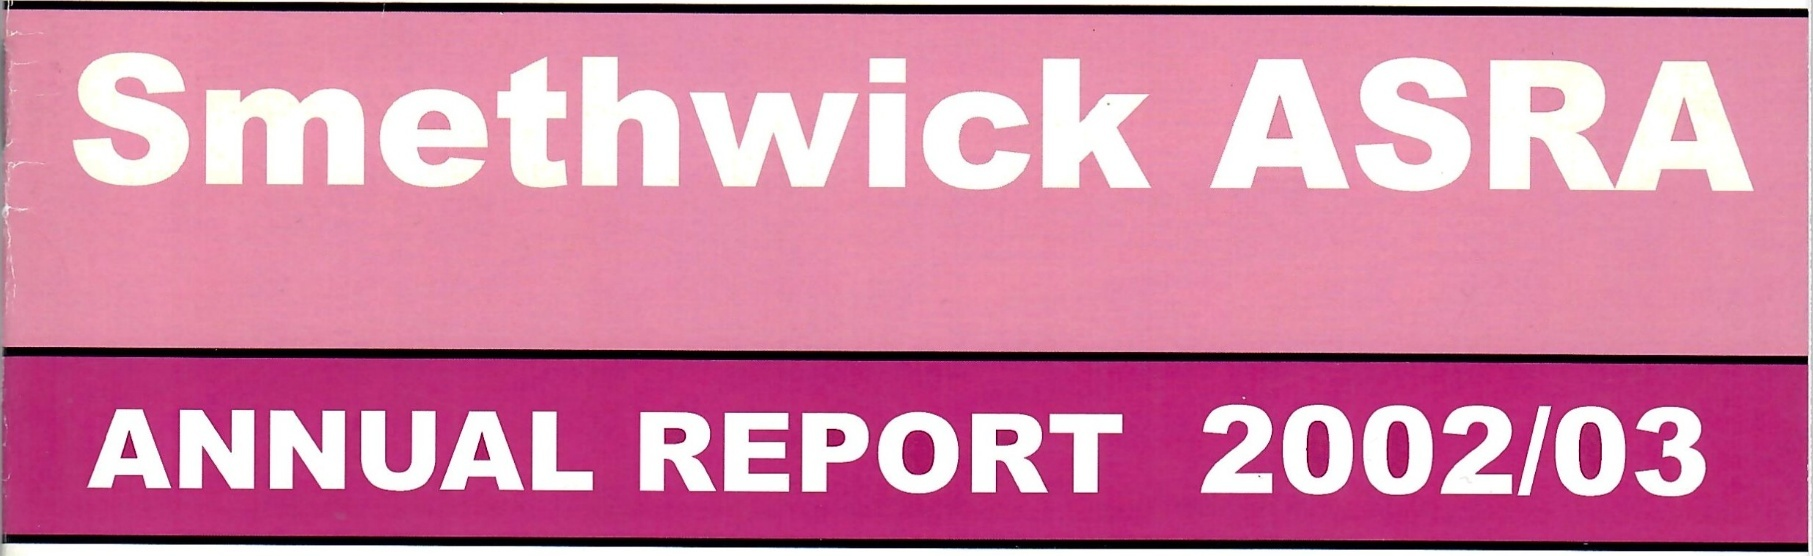 Smethwick ASRA
ANNUAL REPORT 2002/03